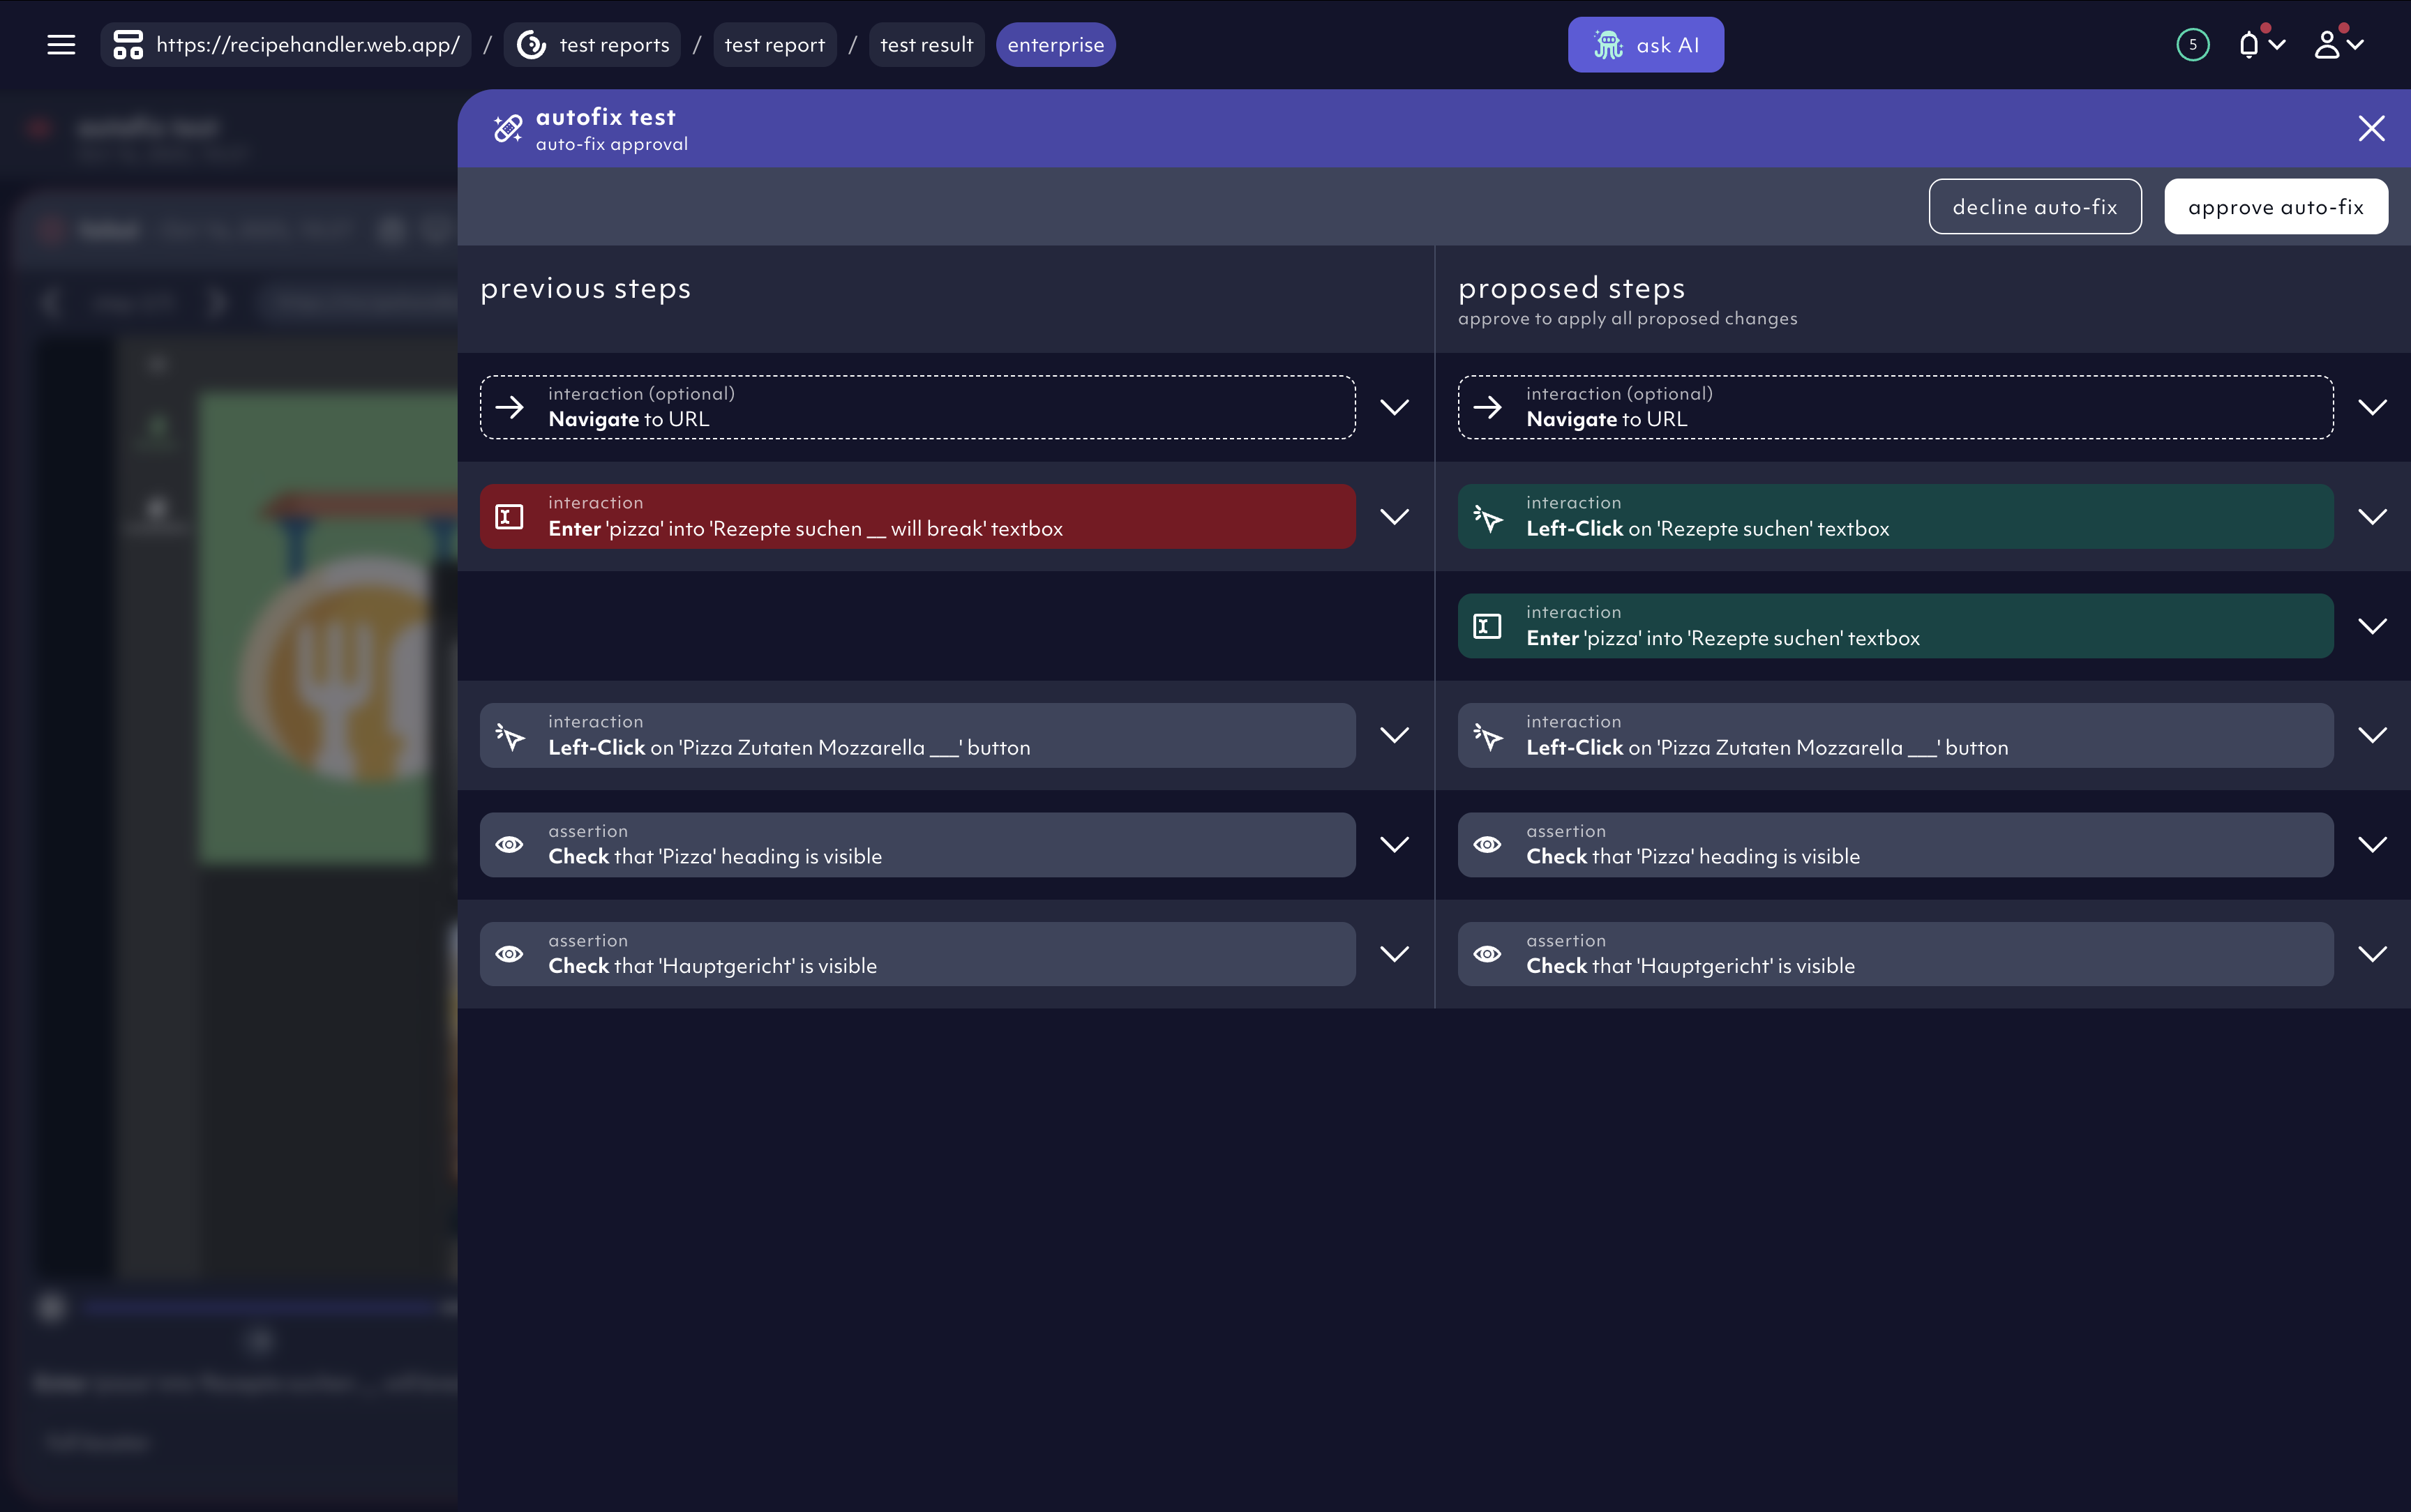 https://recipehandler.web.app/ / test reports / test report / test result enterprise
ask AI
5
autofix test
auto-fix approval
decline auto-fix
approve auto-fix
previous steps
interaction (optional)
Navigate to URL
interaction
Enter 'pizza' into 'Rezepte suchen __ will break' textbox
interaction
Left-Click on 'Pizza Zutaten Mozzarella ___' button
assertion
Check that 'Pizza' heading is visible
assertion
Check that 'Hauptgericht' is visible
proposed steps
approve to apply all proposed changes
interaction (optional)
Navigate to URL
interaction
Left-Click on 'Rezepte suchen' textbox
interaction
Enter 'pizza' into 'Rezepte suchen' textbox
interaction
Left-Click on 'Pizza Zutaten Mozzarella ___' button
assertion
Check that 'Pizza' heading is visible
assertion
Check that 'Hauptgericht' is visible